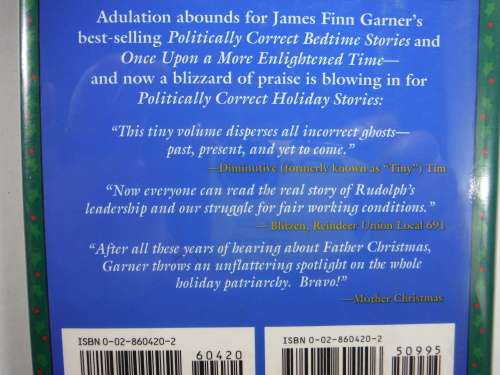 Adulation abounds for James Finn Garner's
best-selling Politically Correct Bedtime Stories and
Once Upon a More Enlightened Time—
and now a blizzard of praise is blowing in for
Politically Correct Holiday Stories:
"This tiny volume disperses all incorrect ghosts—
past, present, and yet to come."
—Diminutive (formerly known as "Tiny") Tim
"Now everyone can read the real story of Rudolph's
leadership and our struggle for fair working conditions."
—Blitzen, Reindeer Union Local 691
"After all these years of hearing about Father Christmas,
Garner throws an unflattering spotlight on the whole
holiday patriarchy. Bravo!"
—Mother Christmas
ISBN 0-02-860420-2
60420
ISBN 0-02-860420-2
50995